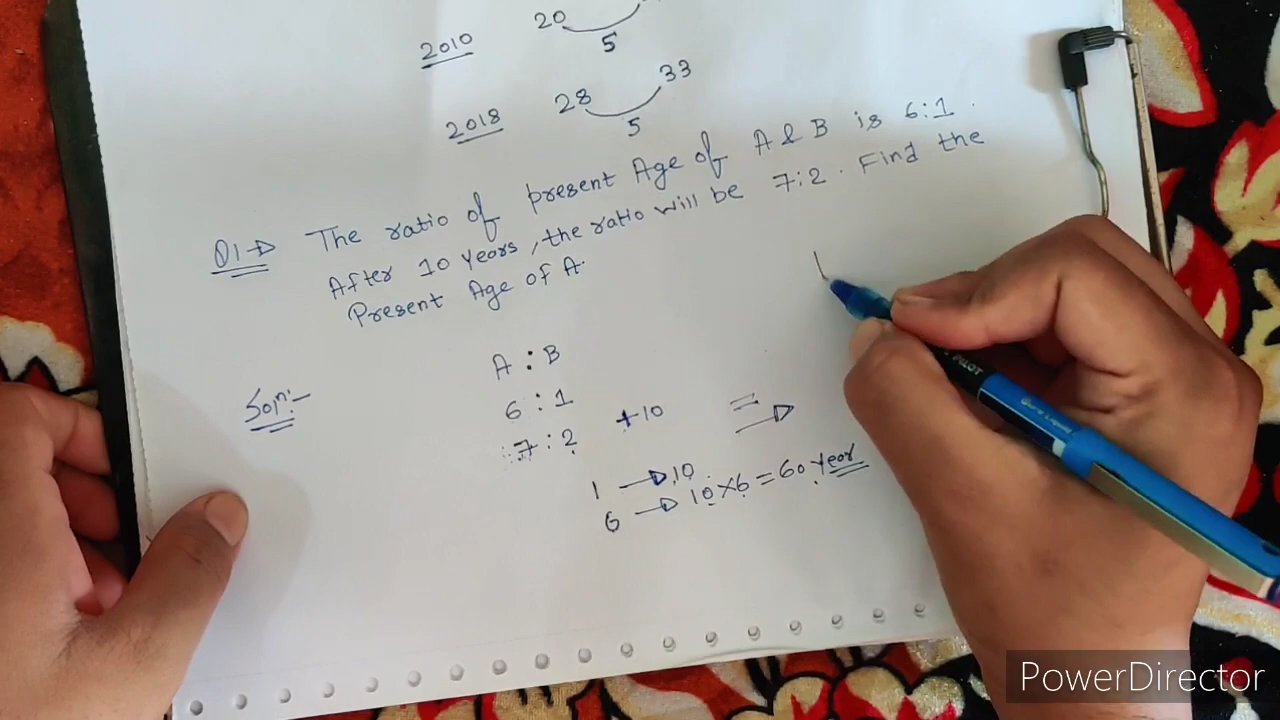 2010 20 5
2018 28 33 5
Q1→ The ratio of present Age of A & B is 6:1.
After 10 years, the ratio will be 7:2. Find the
Present Age of A.
Soln:-
A : B
6 : 1
7 : 2 +10 =
1 → 10
6 → 10×6 = 60 year
PILOT
PowerDirector